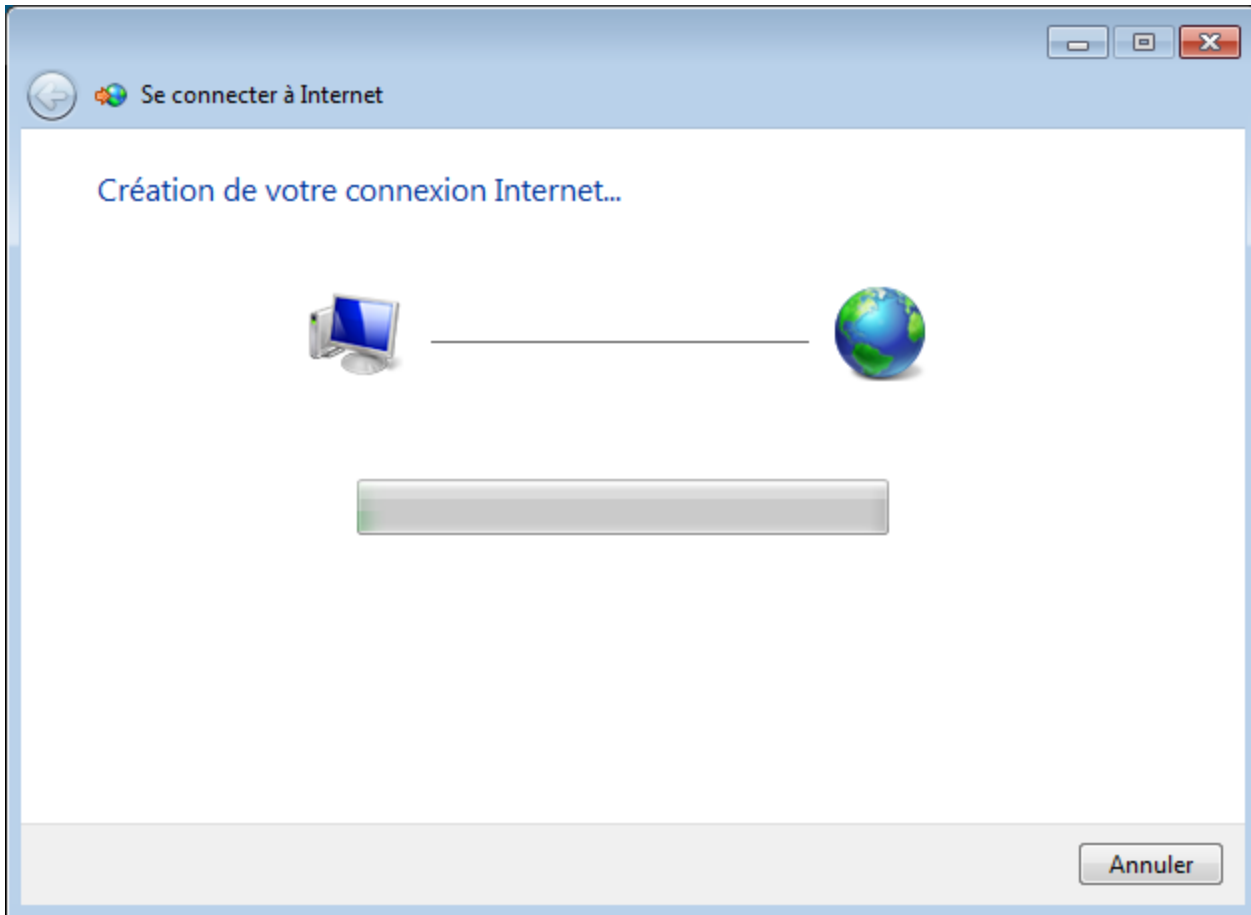 Se connecter à Internet
Création de votre connexion Internet...
Annuler